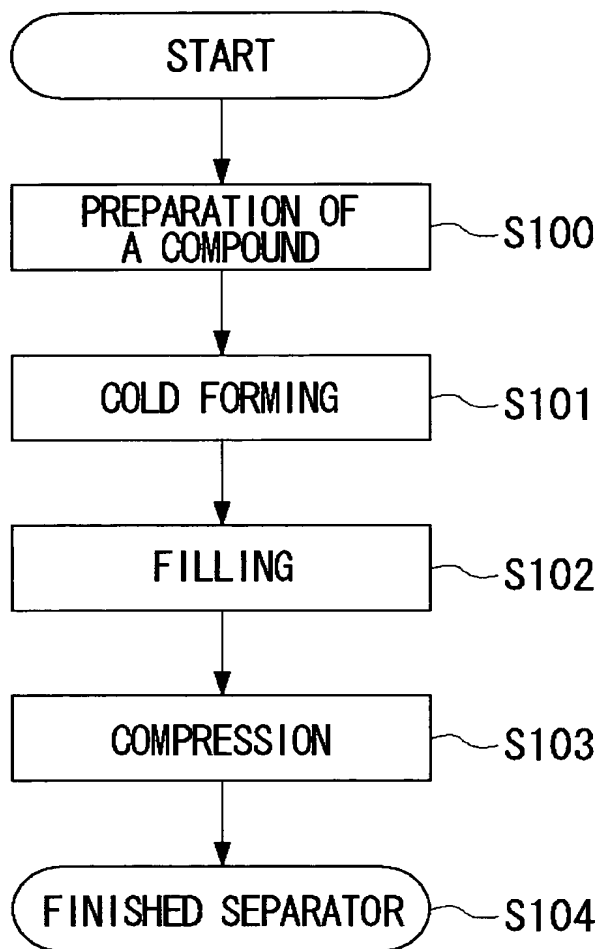 START
PREPARATION OF
A COMPOUND
S100
COLD FORMING
S101
FILLING
S102
COMPRESSION
S103
FINISHED SEPARATOR
S104